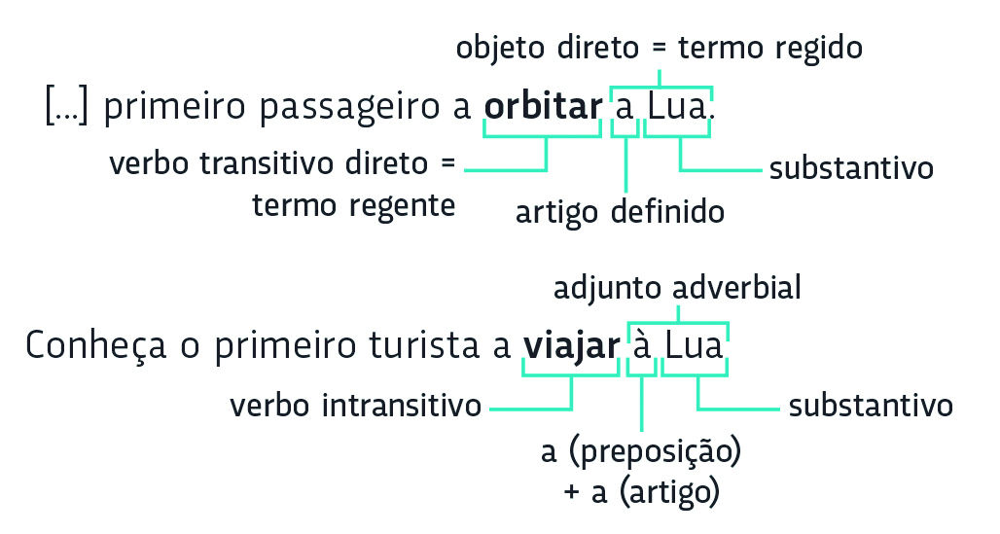 objeto direto = termo regido
[...] primeiro passageiro a orbitar a Lua.
verbo transitivo direto =
termo regente
substantivo
artigo definido
adjunto adverbial
Conheça o primeiro turista a viajar à Lua
verbo intransitivo
substantivo
a (preposição)
+ a (artigo)